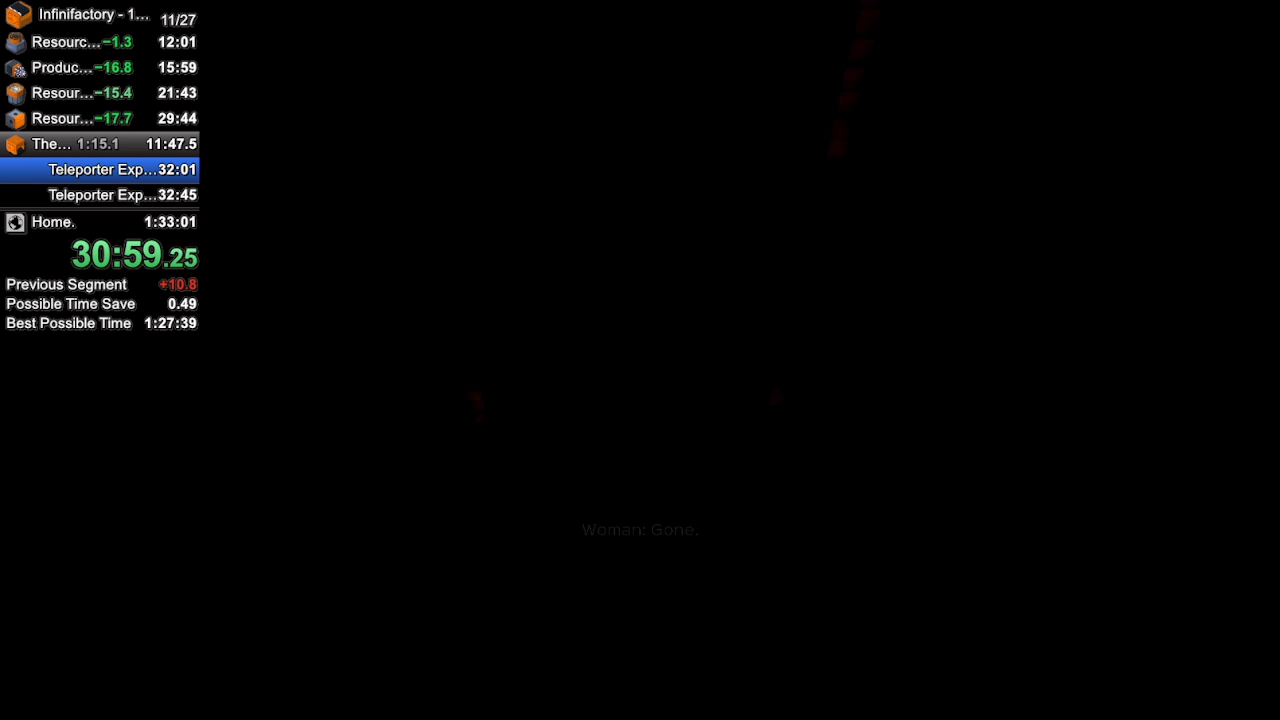 Infinifactory - 1...
11/27
Resourc... −1.3 12:01
Produc... −16.8 15:59
Resour... −15.4 21:43
Resour... −17.7 29:44
The... 1:15.1 11:47.5
Teleporter Exp... 32:01
Teleporter Exp... 32:45
Home. 1:33:01
30:59.25
Previous Segment +10.8
Possible Time Save 0.49
Best Possible Time 1:27:39
Woman: Gone.